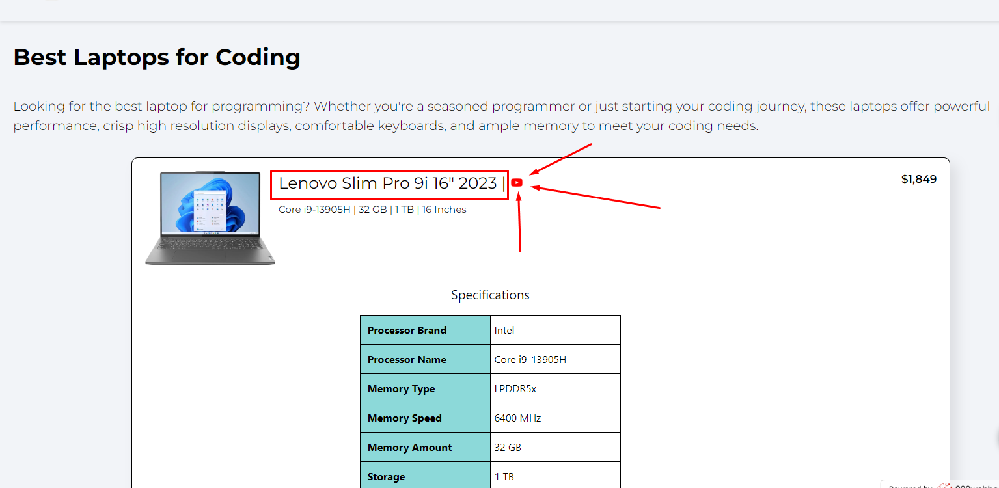 Best Laptops for Coding
Looking for the best laptop for programming? Whether you're a seasoned programmer or just starting your coding journey, these laptops offer powerful
performance, crisp high resolution displays, comfortable keyboards, and ample memory to meet your coding needs.
Lenovo Slim Pro 9i 16" 2023 |
$1,849
Core i9-13905H | 32 GB | 1 TB | 16 Inches
Specifications
Processor Brand Intel
Processor Name Core i9-13905H
Memory Type LPDDR5x
Memory Speed 6400 MHz
Memory Amount 32 GB
Storage 1 TB
Powered by